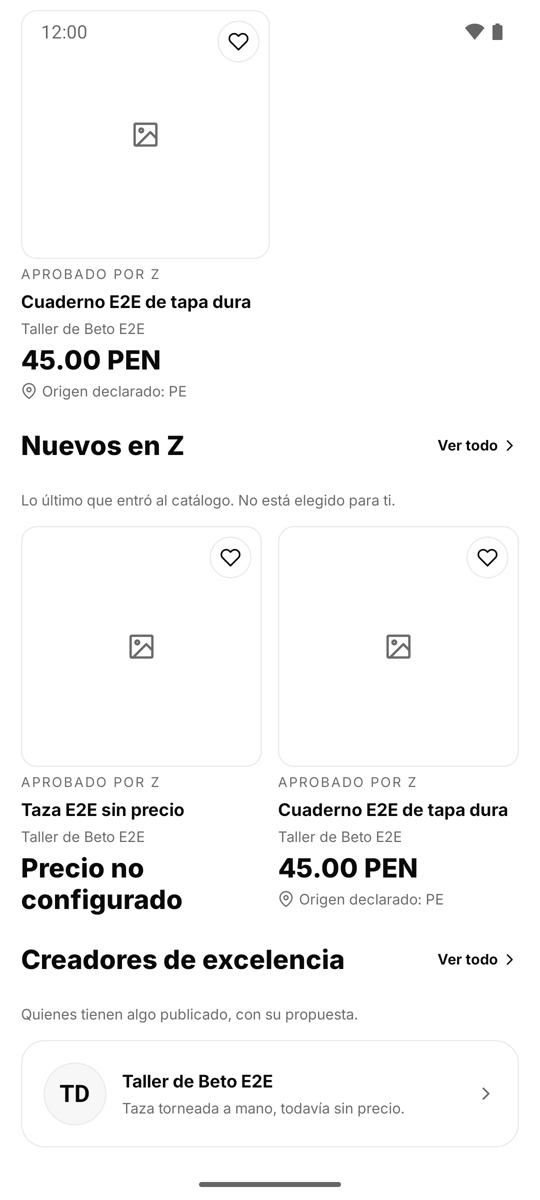 12:00
APROBADO POR Z
Cuaderno E2E de tapa dura
Taller de Beto E2E
45.00 PEN
Origen declarado: PE
Nuevos en Z
Ver todo
Lo último que entró al catálogo. No está elegido para ti.
APROBADO POR Z
Taza E2E sin precio
Taller de Beto E2E
Precio no
configurado
APROBADO POR Z
Cuaderno E2E de tapa dura
Taller de Beto E2E
45.00 PEN
Origen declarado: PE
Creadores de excelencia
Ver todo
Quienes tienen algo publicado, con su propuesta.
TD
Taller de Beto E2E
Taza torneada a mano, todavía sin precio.